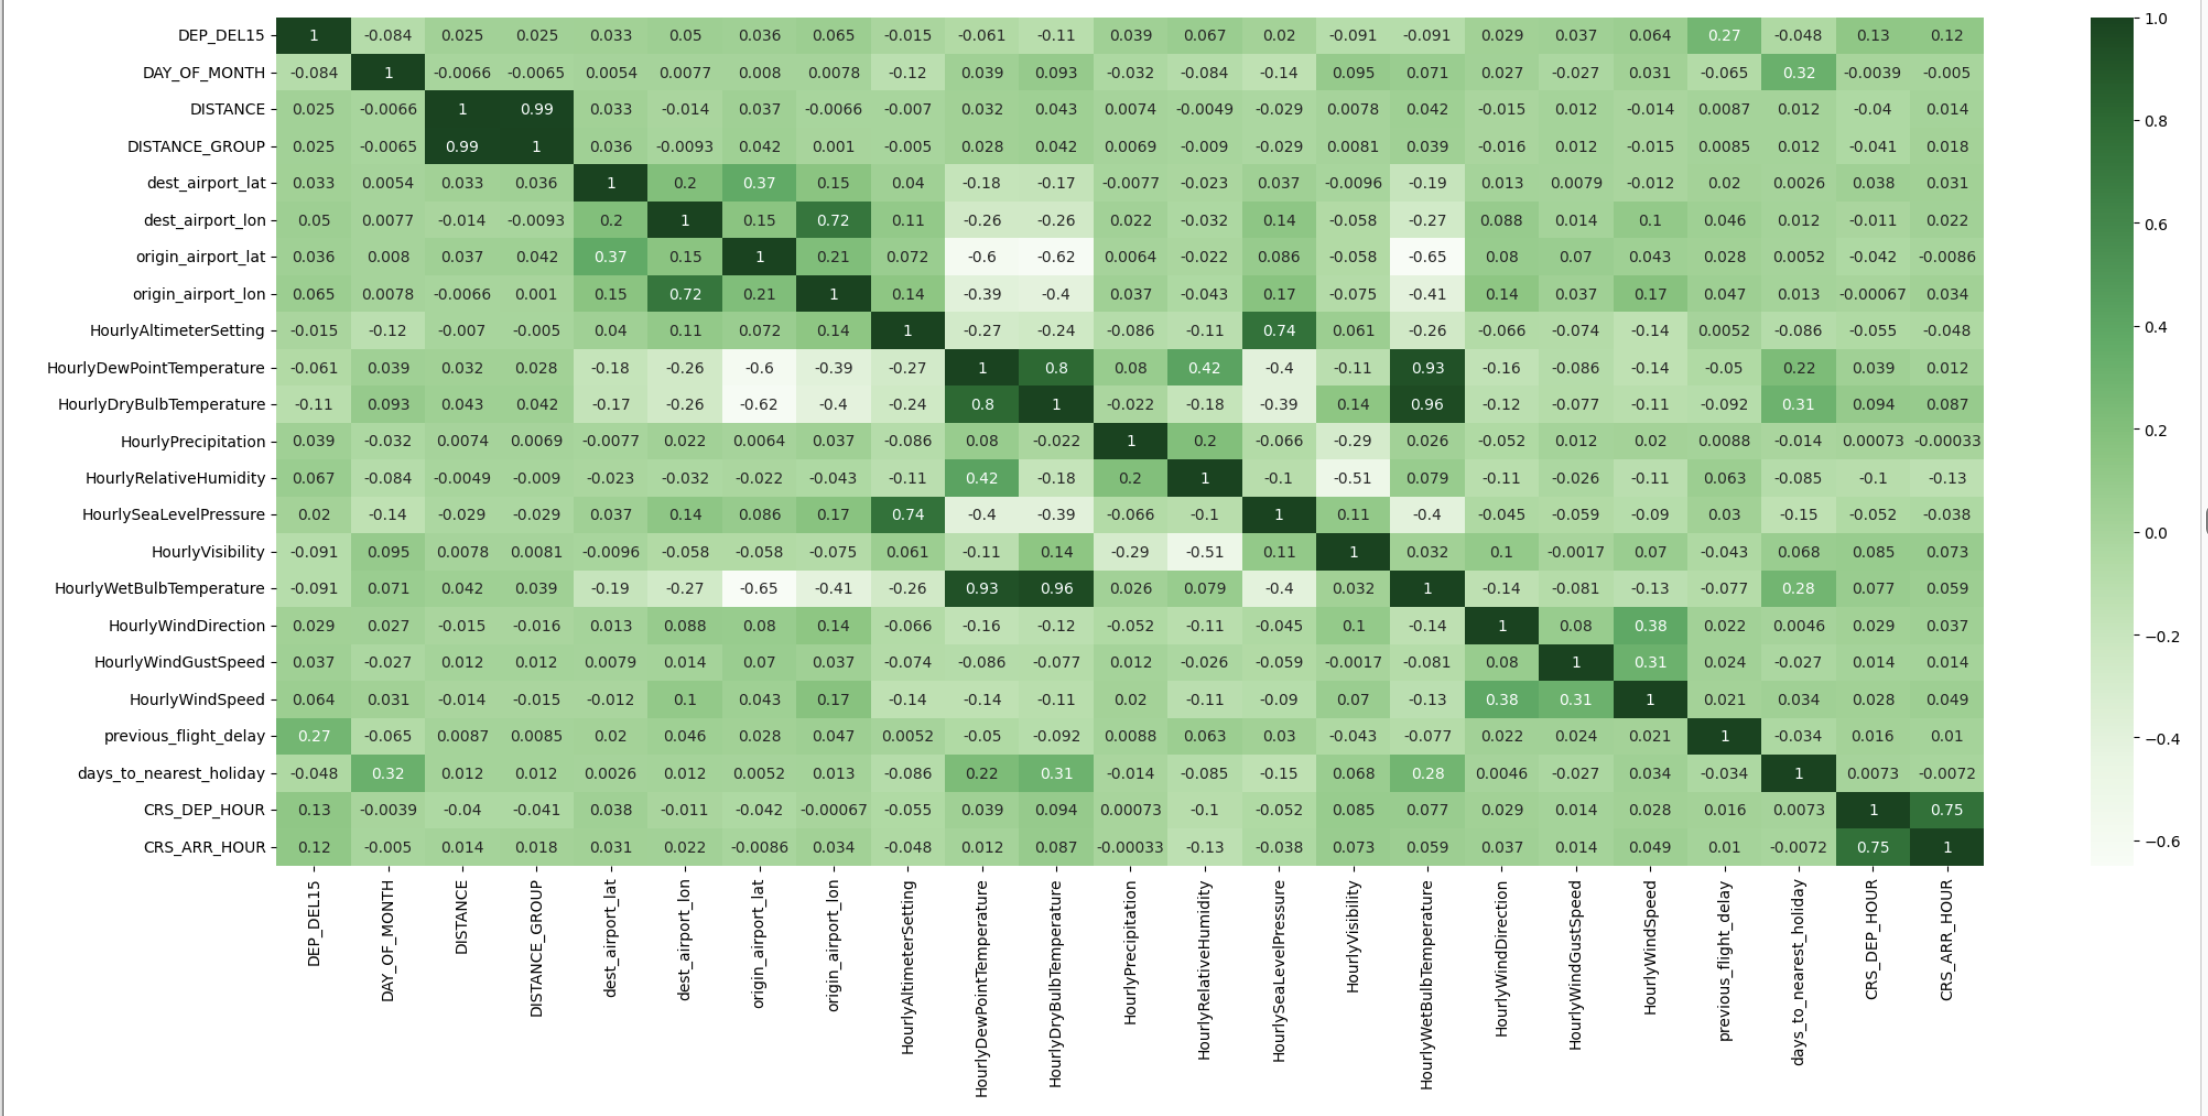 DEP_DEL15 1 -0.084 0.025 0.025 0.033 0.05 0.036 0.065 -0.015 -0.061 -0.11 0.039 0.067 0.02 -0.091 -0.091 0.029 0.037 0.064 0.27 -0.048 0.13 0.12
DAY_OF_MONTH -0.084 1 -0.0066 -0.0065 0.0054 0.0077 0.008 0.0078 -0.12 0.039 0.093 -0.032 -0.084 -0.14 0.095 0.071 0.027 -0.027 0.031 -0.065 0.32 -0.0039 -0.005
DISTANCE 0.025 -0.0066 1 0.99 0.033 -0.014 0.037 -0.0066 -0.007 0.032 0.043 0.0074 -0.0049 -0.029 0.0078 0.042 -0.015 0.012 -0.014 0.0087 0.012 -0.04 0.014
DISTANCE_GROUP 0.025 -0.0065 0.99 1 0.036 -0.0093 0.042 0.001 -0.005 0.028 0.042 0.0069 -0.009 -0.029 0.0081 0.039 -0.016 0.012 -0.015 0.0085 0.012 -0.041 0.018
dest_airport_lat 0.033 0.0054 0.033 0.036 1 0.2 0.37 0.15 0.04 -0.18 -0.17 -0.0077 -0.023 0.037 -0.0096 -0.19 0.013 0.0079 -0.012 0.02 0.0026 0.038 0.031
dest_airport_lon 0.05 0.0077 -0.014 -0.0093 0.2 1 0.15 0.72 0.11 -0.26 -0.26 0.022 -0.032 0.14 -0.058 -0.27 0.088 0.014 0.1 0.046 0.012 -0.011 0.022
origin_airport_lat 0.036 0.008 0.037 0.042 0.37 0.15 1 0.21 0.072 -0.6 -0.62 0.0064 -0.022 0.086 -0.058 -0.65 0.08 0.07 0.043 0.028 0.0052 -0.042 -0.0086
origin_airport_lon 0.065 0.0078 -0.0066 0.001 0.15 0.72 0.21 1 0.14 -0.39 -0.4 0.037 -0.043 0.17 -0.075 -0.41 0.14 0.037 0.17 0.047 0.013 -0.00067 0.034
HourlyAltimeterSetting -0.015 -0.12 -0.007 -0.005 0.04 0.11 0.072 0.14 1 -0.27 -0.24 -0.086 -0.11 0.74 0.061 -0.26 -0.066 -0.074 -0.14 0.0052 -0.086 -0.055 -0.048
HourlyDewPointTemperature -0.061 0.039 0.032 0.028 -0.18 -0.26 -0.6 -0.39 -0.27 1 0.8 0.08 0.42 -0.4 -0.11 0.93 -0.16 -0.086 -0.14 -0.05 0.22 0.039 0.012
HourlyDryBulbTemperature -0.11 0.093 0.043 0.042 -0.17 -0.26 -0.62 -0.4 -0.24 0.8 1 -0.022 -0.18 -0.39 0.14 0.96 -0.12 -0.077 -0.11 -0.092 0.31 0.094 0.087
HourlyPrecipitation 0.039 -0.032 0.0074 0.0069 -0.0077 0.022 0.0064 0.037 -0.086 0.08 -0.022 1 0.2 -0.066 -0.29 0.026 -0.052 0.012 0.02 0.0088 -0.014 0.00073 -0.00033
HourlyRelativeHumidity 0.067 -0.084 -0.0049 -0.009 -0.023 -0.032 -0.022 -0.043 -0.11 0.42 -0.18 0.2 1 -0.1 -0.51 0.079 -0.11 -0.026 -0.11 0.063 -0.085 -0.1 -0.13
HourlySeaLevelPressure 0.02 -0.14 -0.029 -0.029 0.037 0.14 0.086 0.17 0.74 -0.4 -0.39 -0.066 -0.1 1 0.11 -0.4 -0.045 -0.059 -0.09 0.03 -0.15 -0.052 -0.038
HourlyVisibility -0.091 0.095 0.0078 0.0081 -0.0096 -0.058 -0.058 -0.075 0.061 -0.11 0.14 -0.29 -0.51 0.11 1 0.032 0.1 -0.0017 0.07 -0.043 0.068 0.085 0.073
HourlyWetBulbTemperature -0.091 0.071 0.042 0.039 -0.19 -0.27 -0.65 -0.41 -0.26 0.93 0.96 0.026 0.079 -0.4 0.032 1 -0.14 -0.081 -0.13 -0.077 0.28 0.077 0.059
HourlyWindDirection 0.029 0.027 -0.015 -0.016 0.013 0.088 0.08 0.14 -0.066 -0.16 -0.12 -0.052 -0.11 -0.045 0.1 -0.14 1 0.08 0.38 0.022 0.0046 0.029 0.037
HourlyWindGustSpeed 0.037 -0.027 0.012 0.012 0.0079 0.014 0.07 0.037 -0.074 -0.086 -0.077 0.012 -0.026 -0.059 -0.0017 -0.081 0.08 1 0.31 0.024 -0.027 0.014 0.014
HourlyWindSpeed 0.064 0.031 -0.014 -0.015 -0.012 0.1 0.043 0.17 -0.14 -0.14 -0.11 0.02 -0.11 -0.09 0.07 -0.13 0.38 0.31 1 0.021 0.034 0.028 0.049
previous_flight_delay 0.27 -0.065 0.0087 0.0085 0.02 0.046 0.028 0.047 0.0052 -0.05 -0.092 0.0088 0.063 0.03 -0.043 -0.077 0.022 0.024 0.021 1 -0.034 0.016 0.01
days_to_nearest_holiday -0.048 0.32 0.012 0.012 0.0026 0.012 0.0052 0.013 -0.086 0.22 0.31 -0.014 -0.085 -0.15 0.068 0.28 0.0046 -0.027 0.034 -0.034 1 0.0073 -0.0072
CRS_DEP_HOUR 0.13 -0.0039 -0.04 -0.041 0.038 -0.011 -0.042 -0.00067 -0.055 0.039 0.094 0.00073 -0.1 -0.052 0.085 0.077 0.029 0.014 0.028 0.016 0.0073 1 0.75
CRS_ARR_HOUR 0.12 -0.005 0.014 0.018 0.031 0.022 -0.0086 0.034 -0.048 0.012 0.087 -0.00033 -0.13 -0.038 0.073 0.059 0.037 0.014 0.049 0.01 -0.0072 0.75 1
DEP_DEL15
DAY_OF_MONTH
DISTANCE
DISTANCE_GROUP
dest_airport_lat
dest_airport_lon
origin_airport_lat
origin_airport_lon
HourlyAltimeterSetting
HourlyDewPointTemperature
HourlyDryBulbTemperature
HourlyPrecipitation
HourlyRelativeHumidity
HourlySeaLevelPressure
HourlyVisibility
HourlyWetBulbTemperature
HourlyWindDirection
HourlyWindGustSpeed
HourlyWindSpeed
previous_flight_delay
days_to_nearest_holiday
CRS_DEP_HOUR
CRS_ARR_HOUR
1.0
0.8
0.6
0.4
0.2
0.0
−0.2
−0.4
−0.6